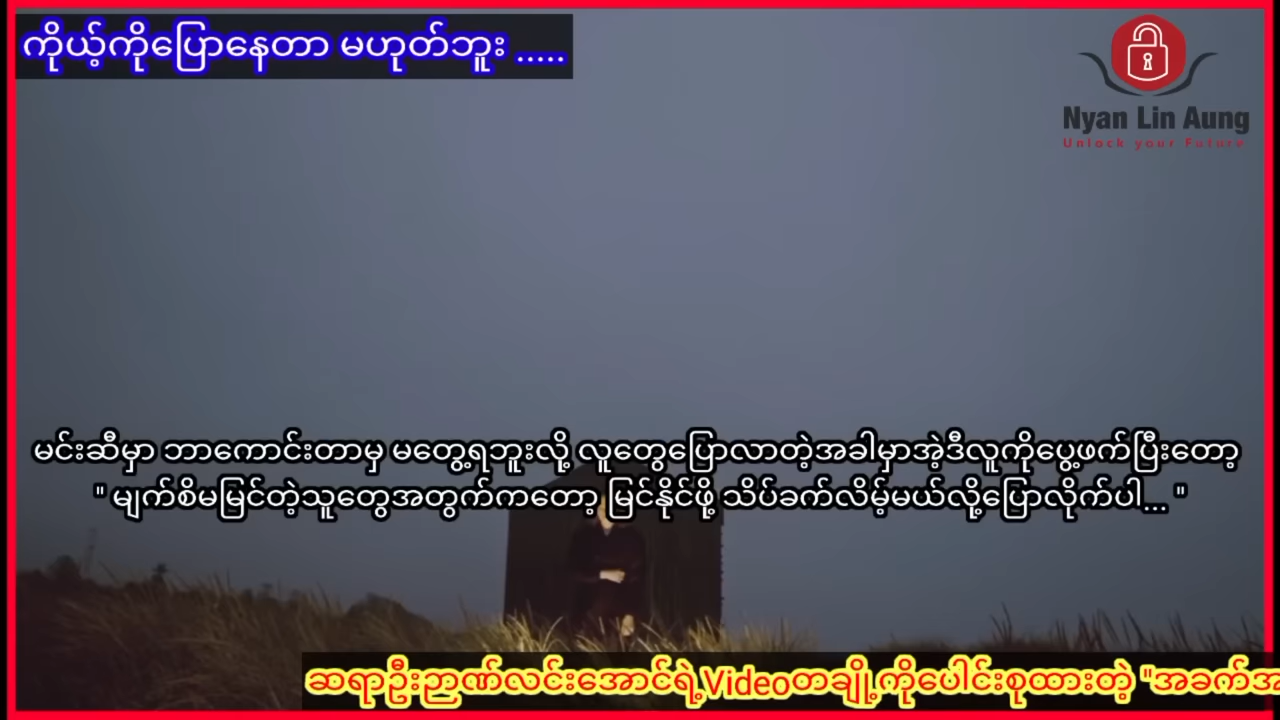 ကိုယ့်ကိုပြောနေတာ မဟုတ်ဘူး .....
Nyan Lin Aung
Unlock your Future
မင်းဆီမှာ ဘာကောင်းတာမှ မတွေ့ရဘူးလို့ လူတွေပြောလာတဲ့အခါမှာအဲ့ဒီလူကိုပွေ့ဖက်ပြီးတော့
" မျက်စိမမြင်တဲ့သူတွေအတွက်ကတော့ မြင်နိုင်ဖို့ သိပ်ခက်လိမ့်မယ်လို့ပြောလိုက်ပါ... "
ဆရာဦးဉာဏ်လင်းအောင်ရဲ့Videoတချို့ကိုပေါင်းစုထားတဲ့ "အခက်အ